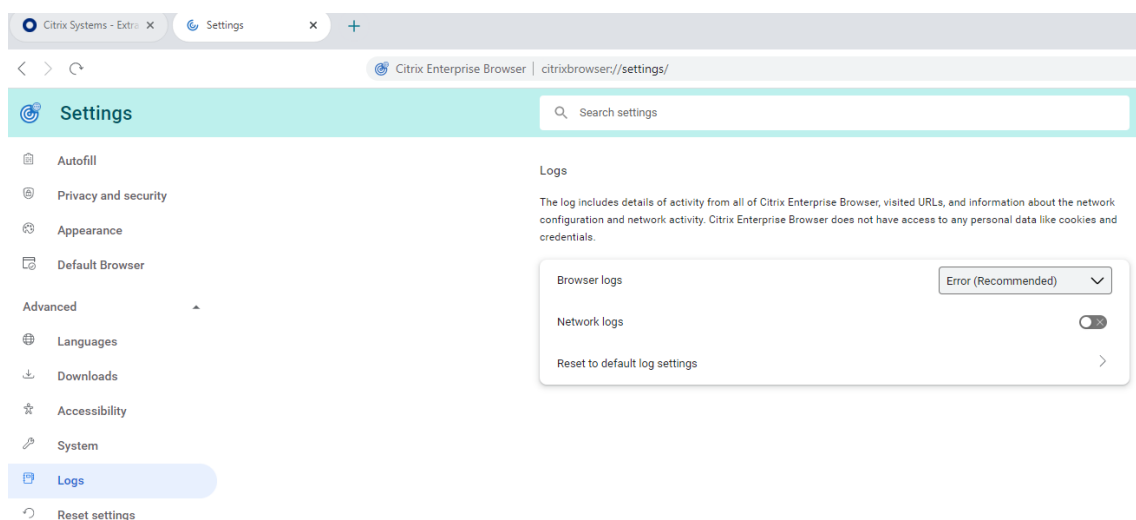 Citrix Systems - Extra
Settings
Citrix Enterprise Browser
citrixbrowser://settings/
Settings
Search settings
Autofill
Privacy and security
Appearance
Default Browser
Advanced
Languages
Downloads
Accessibility
System
Logs
Reset settings
Logs
The log includes details of activity from all of Citrix Enterprise Browser, visited URLs, and information about the network
configuration and network activity. Citrix Enterprise Browser does not have access to any personal data like cookies and
credentials.
Browser logs
Error (Recommended)
Network logs
Reset to default log settings